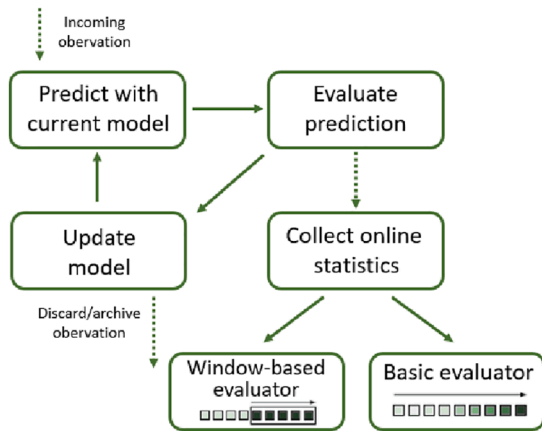 Incoming
obervation
Predict with
current model
Evaluate
prediction
Update
model
Collect online
statistics
Discard/archive
obervation
Window-based
evaluator
Basic evaluator